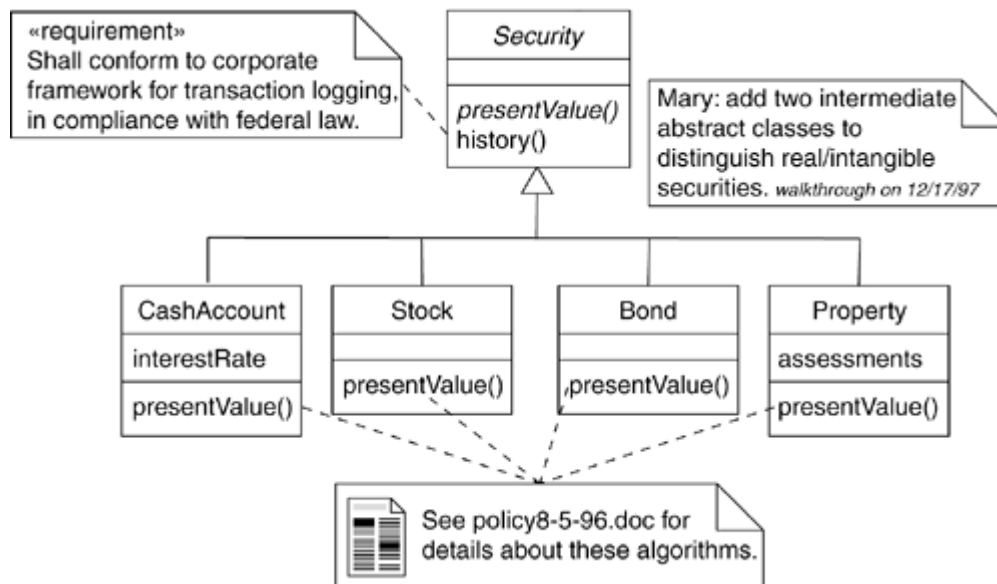 «requirement»
Shall conform to corporate
framework for transaction logging,
in compliance with federal law.
Security
presentValue()
history()
Mary: add two intermediate
abstract classes to
distinguish real/intangible
securities. walkthrough on 12/17/97
CashAccount
interestRate
presentValue()
Stock
presentValue()
Bond
presentValue()
Property
assessments
presentValue()
See policy8-5-96.doc for
details about these algorithms.